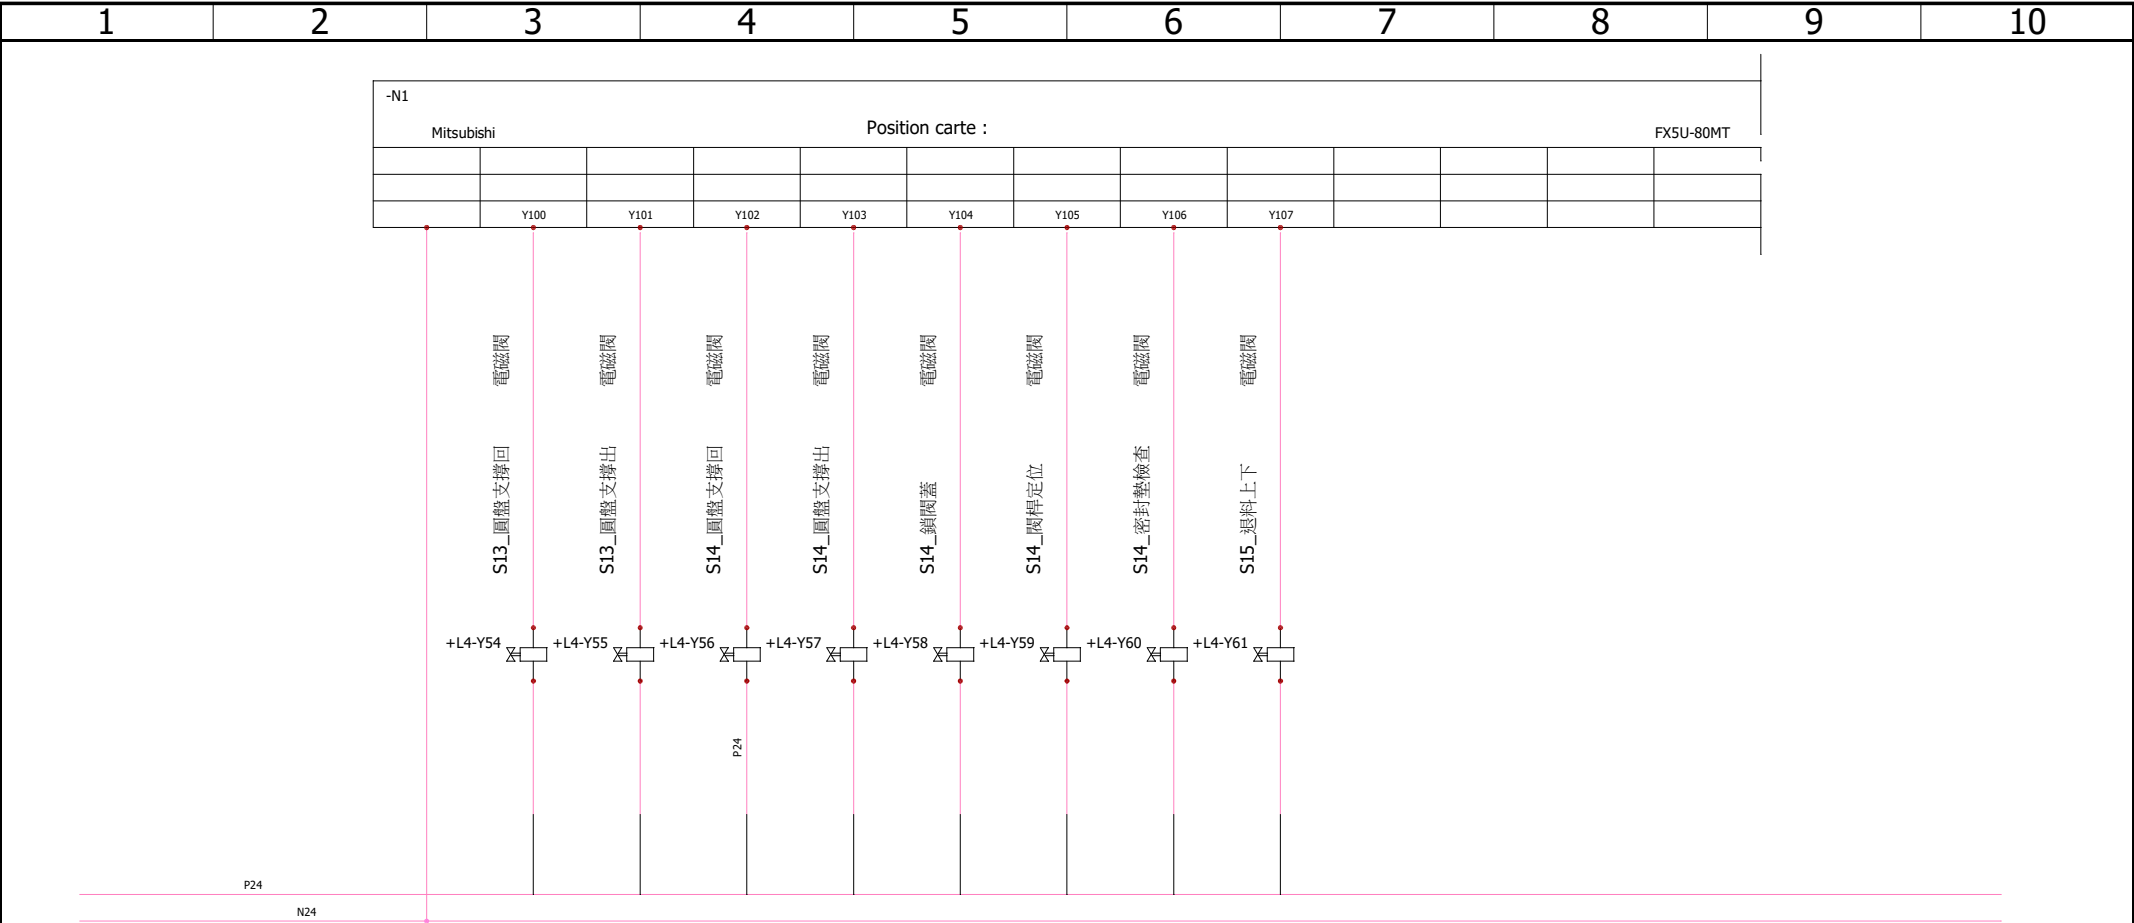 1 2 3 4 5 6 7 8 9 10
-N1
Mitsubishi Position carte : FX5U-80MT
Y100 Y101 Y102 Y103 Y104 Y105 Y106 Y107
S13_圓盤支撐回 電磁閥
S13_圓盤支撐出 電磁閥
S14_圓盤支撐回 電磁閥
S14_圓盤支撐出 電磁閥
S14_鎖閥蓋 電磁閥
S14_閥桿定位 電磁閥
S14_密封墊檢查 電磁閥
S15_退料上下 電磁閥
+L4-Y54 +L4-Y55 +L4-Y56 +L4-Y57 +L4-Y58 +L4-Y59 +L4-Y60 +L4-Y61
P24
P24
N24